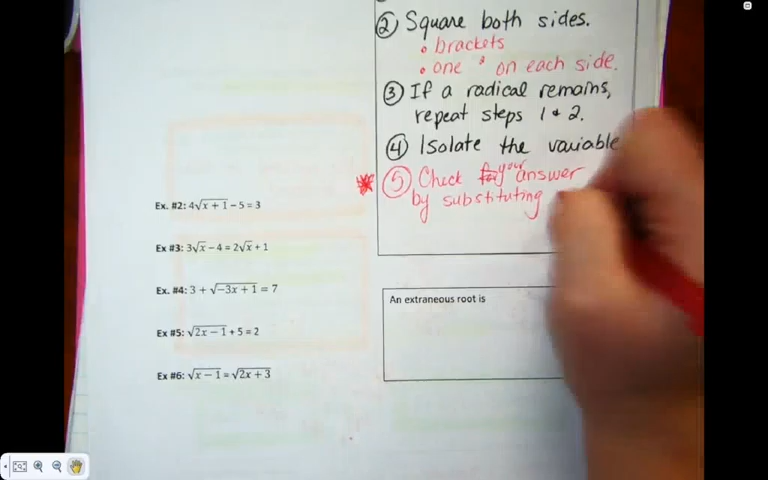 ② Square both sides.
• brackets
• one ² on each side.
③ If a radical remains,
repeat steps 1 & 2.
④ Isolate the variable
⑤ Check your answer
by substituting
Ex. #2: 4√(x + 1) – 5 = 3
Ex #3: 3√x – 4 = 2√x + 1
Ex. #4: 3 + √(−3x + 1) = 7
Ex #5: √(2x − 1) + 5 = 2
Ex #6: √(x − 1) = √(2x + 3)
An extraneous root is